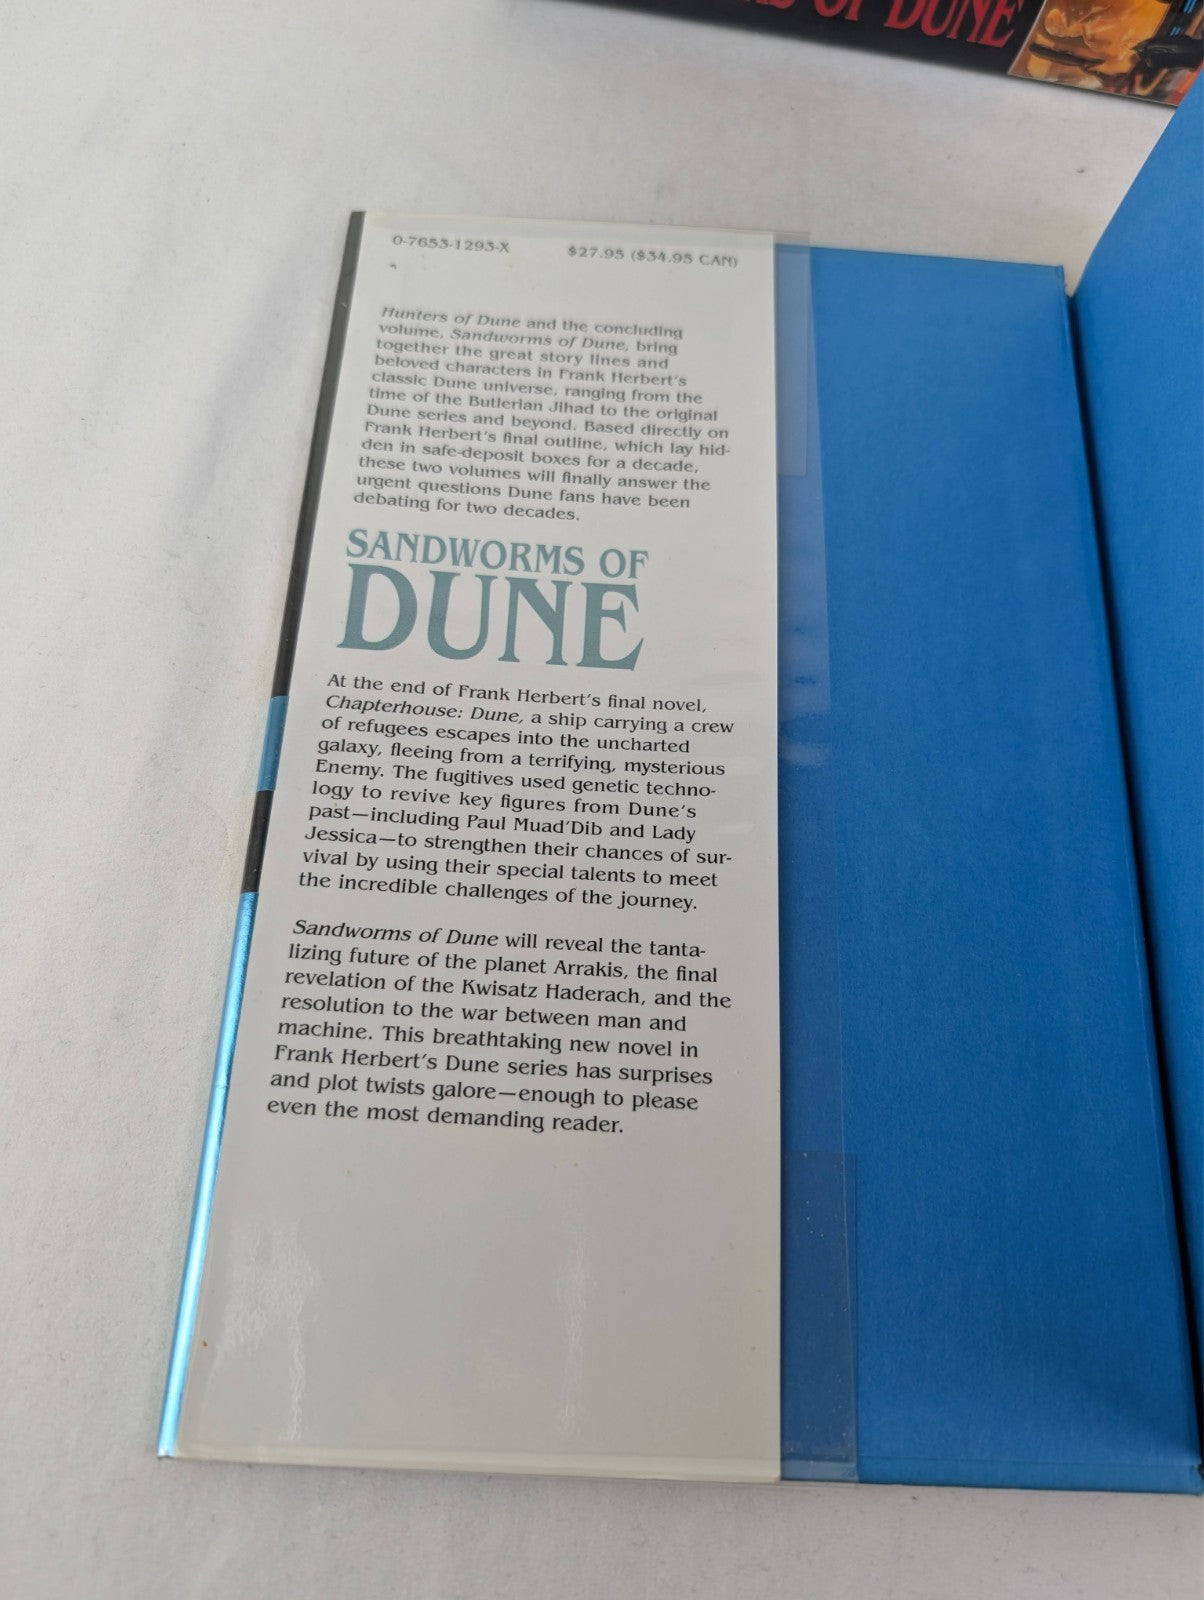 OF DUNE
0-7653-1293-X $27.95 ($34.95 CAN)
Hunters of Dune and the concluding
volume, Sandworms of Dune, bring
together the great story lines and
beloved characters in Frank Herbert's
classic Dune universe, ranging from the
time of the Butlerian Jihad to the original
Dune series and beyond. Based directly on
Frank Herbert's final outline, which lay hid-
den in safe-deposit boxes for a decade,
these two volumes will finally answer the
urgent questions Dune fans have been
debating for two decades.
SANDWORMS OF
DUNE
At the end of Frank Herbert's final novel,
Chapterhouse: Dune, a ship carrying a crew
of refugees escapes into the uncharted
galaxy, fleeing from a terrifying, mysterious
Enemy. The fugitives used genetic techno-
logy to revive key figures from Dune's
past—including Paul Muad'Dib and Lady
Jessica—to strengthen their chances of sur-
vival by using their special talents to meet
the incredible challenges of the journey.
Sandworms of Dune will reveal the tanta-
lizing future of the planet Arrakis, the final
revelation of the Kwisatz Haderach, and the
resolution to the war between man and
machine. This breathtaking new novel in
Frank Herbert's Dune series has surprises
and plot twists galore—enough to please
even the most demanding reader.